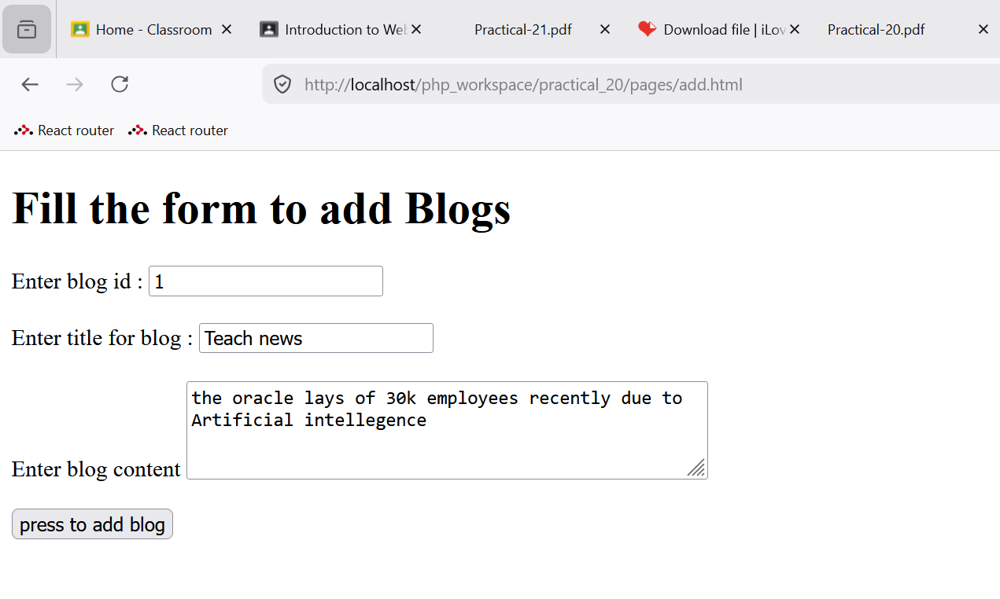 Home - Classroom
Introduction to Web
Practical-21.pdf
Download file | iLov
Practical-20.pdf
http://localhost/php_workspace/practical_20/pages/add.html
React router React router
Fill the form to add Blogs
Enter blog id : 1
Enter title for blog : Teach news
the oracle lays of 30k employees recently due to
Artificial intellegence
Enter blog content
press to add blog